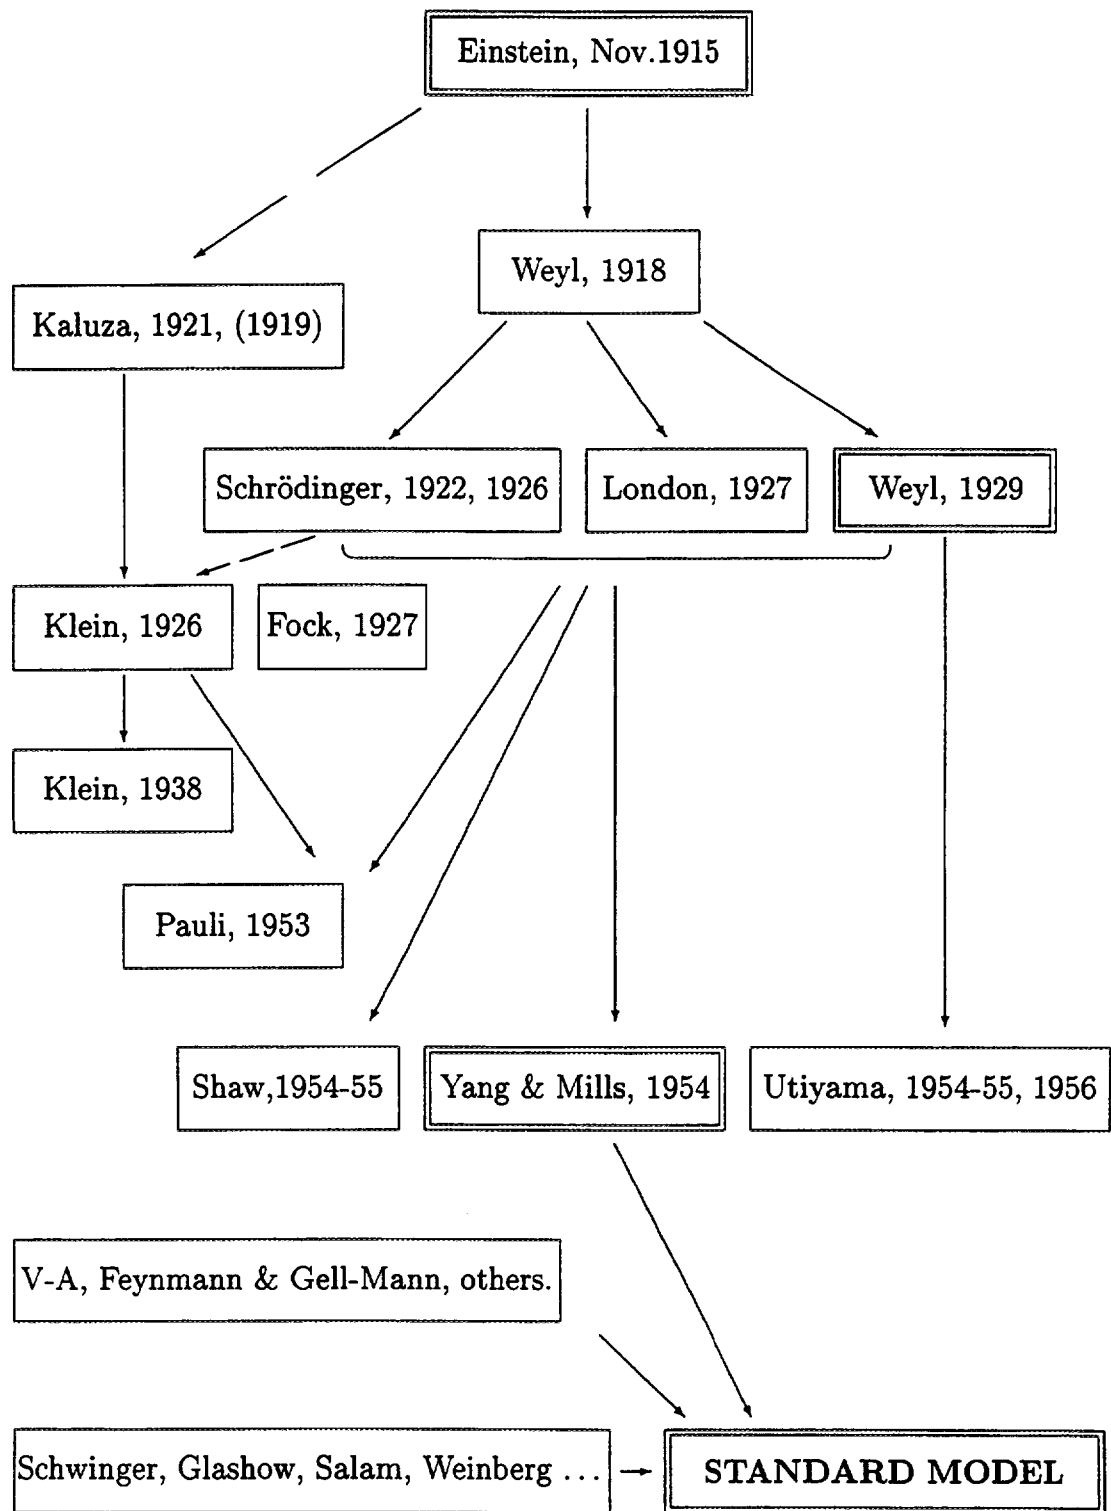 Einstein, Nov.1915
Weyl, 1918
Kaluza, 1921, (1919)
Schrödinger, 1922, 1926
London, 1927
Weyl, 1929
Klein, 1926
Fock, 1927
Klein, 1938
Pauli, 1953
Shaw,1954-55
Yang & Mills, 1954
Utiyama, 1954-55, 1956
V-A, Feynmann & Gell-Mann, others.
Schwinger, Glashow, Salam, Weinberg ...
STANDARD MODEL